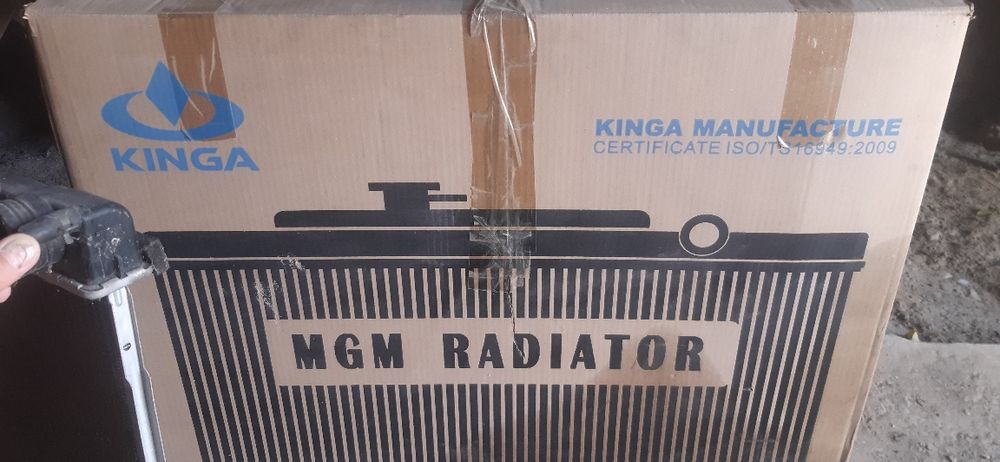 KINGA
KINGA MANUFACTURE
CERTIFICATE ISO/TS16949:2009
MGM RADIATOR